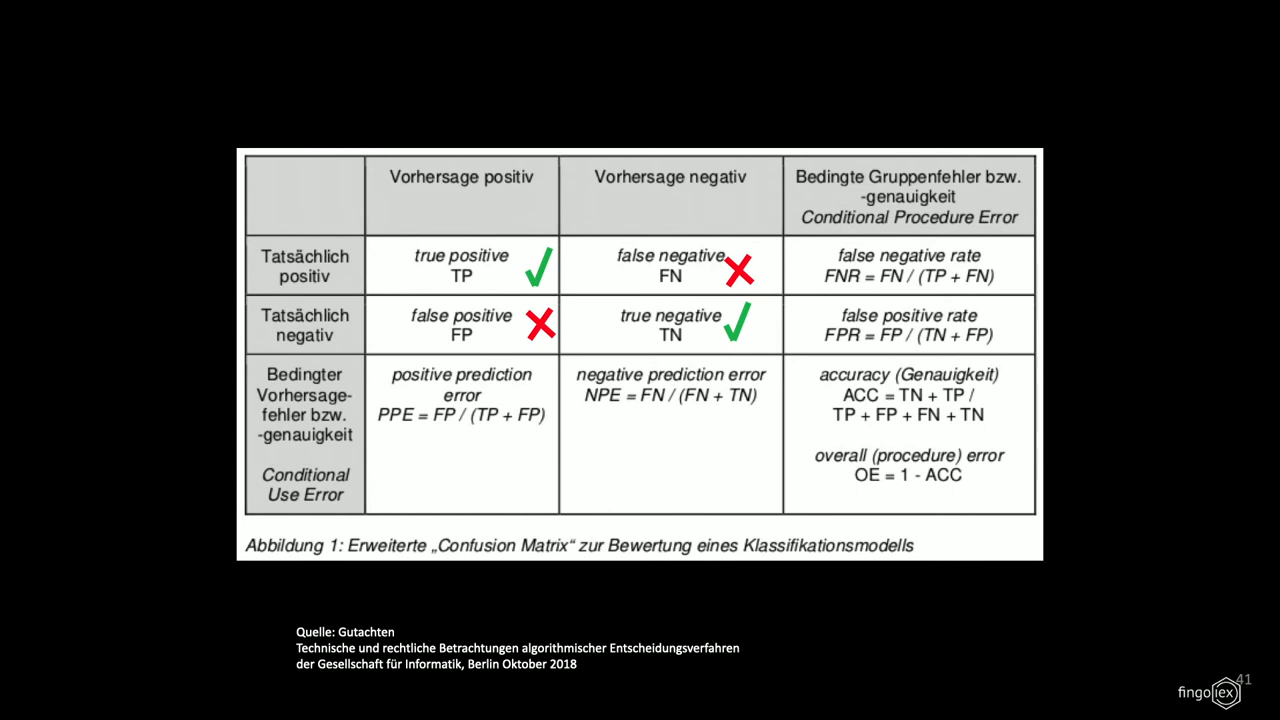 Vorhersage positiv
Vorhersage negativ
Bedingte Gruppenfehler bzw.
-genauigkeit
Conditional Procedure Error
Tatsächlich
positiv
true positive
TP
false negative
FN
false negative rate
FNR = FN / (TP + FN)
Tatsächlich
negativ
false positive
FP
true negative
TN
false positive rate
FPR = FP / (TN + FP)
Bedingter
Vorhersage-
fehler bzw.
-genauigkeit
Conditional
Use Error
positive prediction
error
PPE = FP / (TP + FP)
negative prediction error
NPE = FN / (FN + TN)
accuracy (Genauigkeit)
ACC = TN + TP /
TP + FP + FN + TN
overall (procedure) error
OE = 1 - ACC
Abbildung 1: Erweiterte „Confusion Matrix“ zur Bewertung eines Klassifikationsmodells
Quelle: Gutachten
Technische und rechtliche Betrachtungen algorithmischer Entscheidungsverfahren
der Gesellschaft für Informatik, Berlin Oktober 2018
41
fingolex